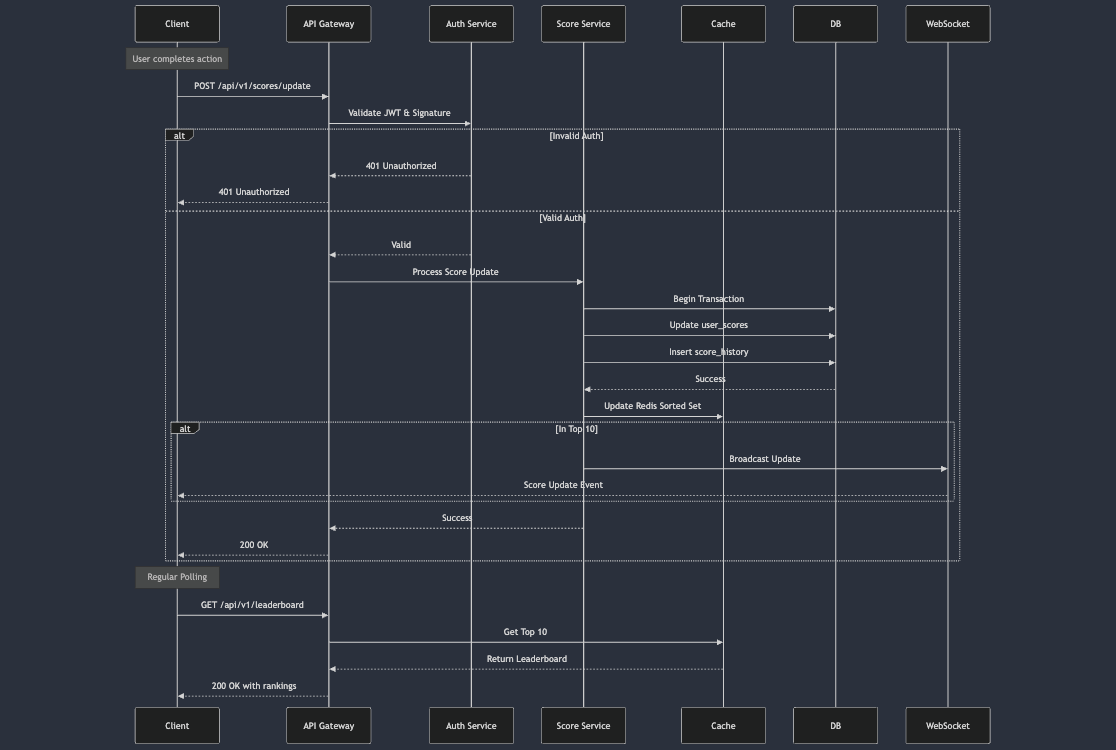 Client
API Gateway
Auth Service
Score Service
Cache
DB
WebSocket
User completes action
POST /api/v1/scores/update
Validate JWT & Signature
alt
[Invalid Auth]
401 Unauthorized
401 Unauthorized
[Valid Auth]
Valid
Process Score Update
Begin Transaction
Update user_scores
Insert score_history
Success
Update Redis Sorted Set
alt
[In Top 10]
Broadcast Update
Score Update Event
Success
200 OK
Regular Polling
GET /api/v1/leaderboard
Get Top 10
Return Leaderboard
200 OK with rankings
Client
API Gateway
Auth Service
Score Service
Cache
DB
WebSocket